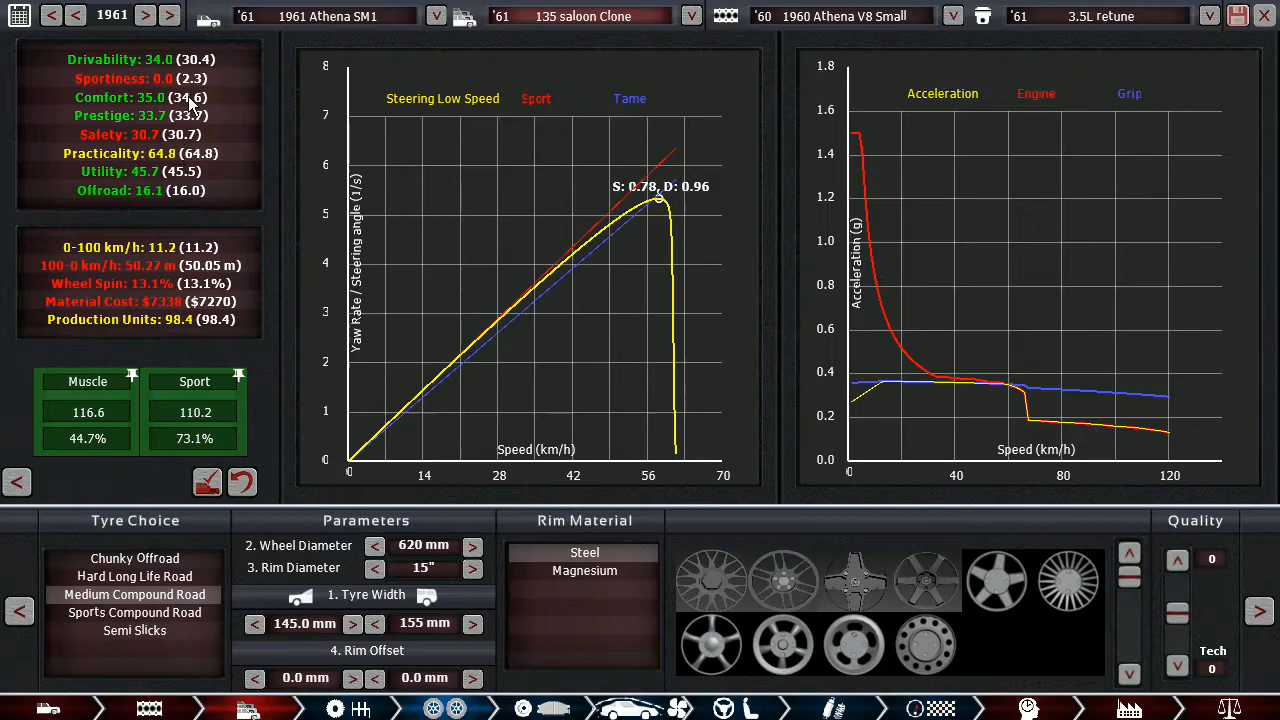 1961
'61 1961 Athena SM1
'61 135 saloon Clone
'60 1960 Athena V8 Small
'61 3.5L retune
Drivability: 34.0 (30.4)
Sportiness: 0.0 (2.3)
Comfort: 35.0 (34.6)
Prestige: 33.7 (33.7)
Safety: 30.7 (30.7)
Practicality: 64.8 (64.8)
Utility: 45.7 (45.5)
Offroad: 16.1 (16.0)
0-100 km/h: 11.2 (11.2)
100-0 km/h: 50.27 m (50.05 m)
Wheel Spin: 13.1% (13.1%)
Material Cost: $7338 ($7270)
Production Units: 98.4 (98.4)
Muscle Sport
116.6 110.2
44.7% 73.1%
Steering Low Speed Sport Tame
8
7
6
5
4
3
2
1
0
Yaw Rate / Steering angle (1/s)
S: 0.78, D: 0.96
Speed (km/h)
0 14 28 42 56 70
Acceleration Engine Grip
1.8
1.6
1.4
1.2
1.0
0.8
0.6
0.4
0.2
0.0
Acceleration (g)
Speed (km/h)
0 40 80 120
Tyre Choice
Chunky Offroad
Hard Long Life Road
Medium Compound Road
Sports Compound Road
Semi Slicks
Parameters
2. Wheel Diameter < 620 mm >
3. Rim Diameter < 15" >
1. Tyre Width
< 145.0 mm > < 155 mm >
4. Rim Offset
< 0.0 mm > < 0.0 mm >
Rim Material
Steel
Magnesium
Quality
0
Tech
0